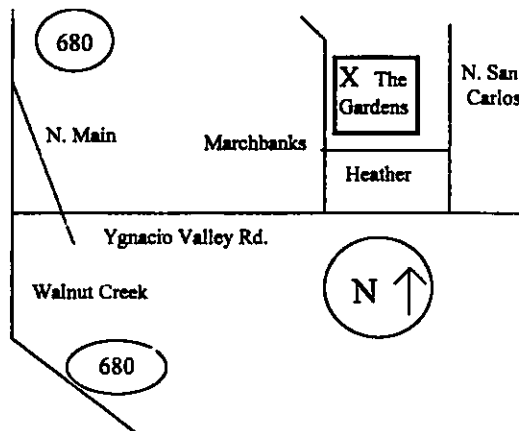 680
X The
Gardens
N. San
Carlos
N. Main
Marchbanks
Heather
Ygnacio Valley Rd.
Walnut Creek
N
680